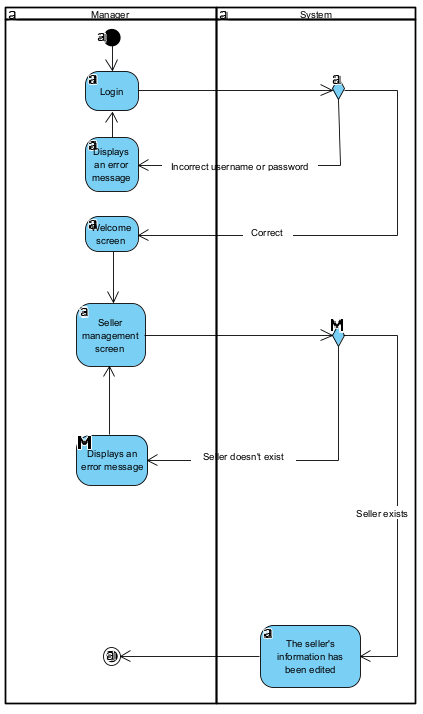 a Manager
a System
a
a
Login
a
a
Displays
an error
message
Incorrect username or password
a
Welcome
screen
Correct
a
Seller
management
screen
M
M
Displays an
error message
Seller doesn't exist
Seller exists
a
The seller's
information has
been edited
a